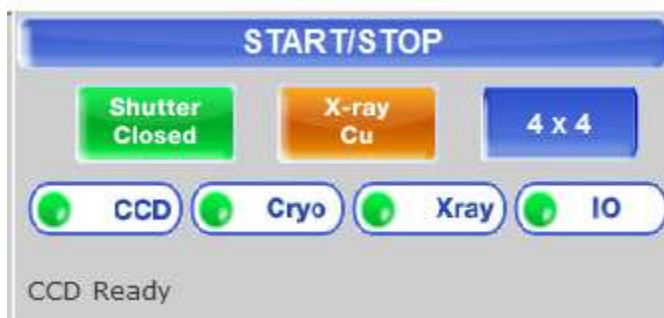 START/STOP
Shutter
Closed
X-ray
Cu
4 x 4
CCD
Cryo
Xray
IO
CCD Ready